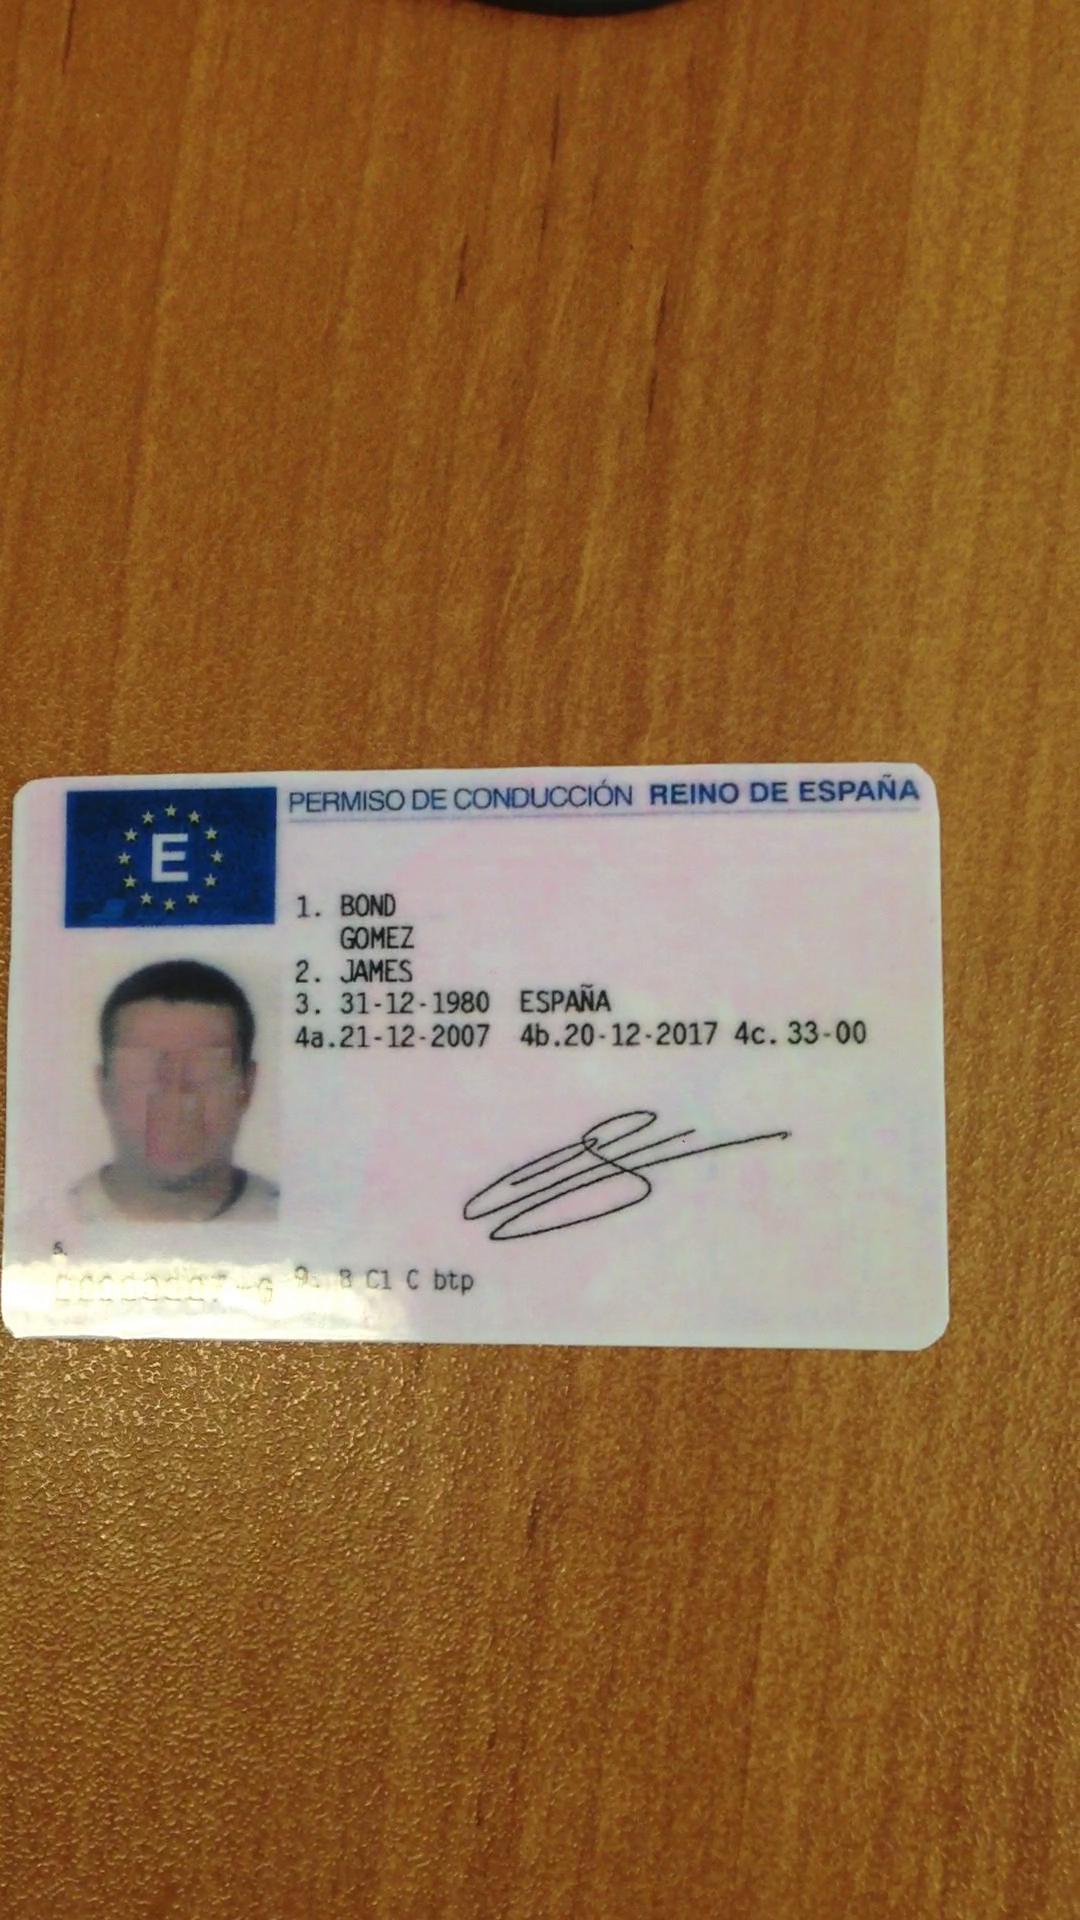 E
PERMISO DE CONDUCCIÓN REINO DE ESPAÑA
1. BOND
GOMEZ
2. JAMES
3. 31-12-1980 ESPAÑA
4a.21-12-2007 4b.20-12-2017 4c. 33-00
5.
9. B C1 C btp